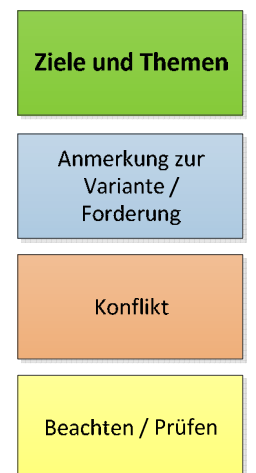 Ziele und Themen
Anmerkung zur
Variante /
Forderung
Konflikt
Beachten / Prüfen